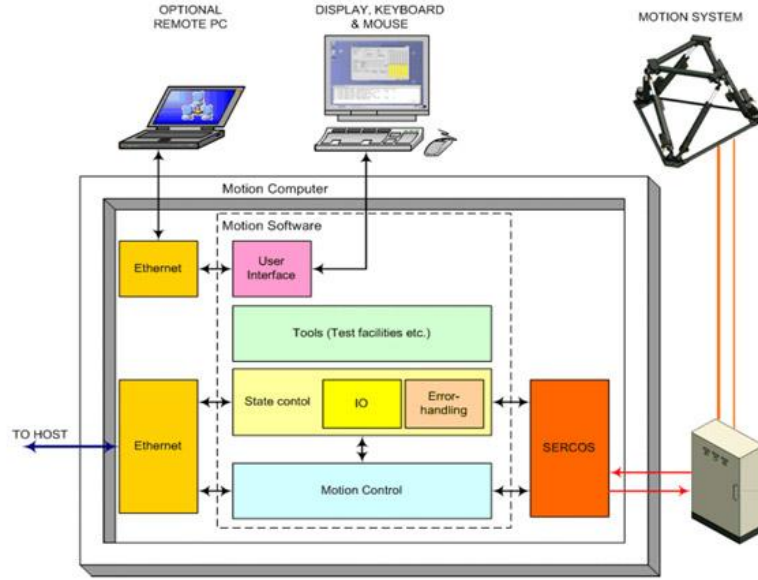 OPTIONAL
REMOTE PC
DISPLAY, KEYBOARD
& MOUSE
MOTION SYSTEM
Motion Computer
Motion Software
Ethernet
User
Interface
Tools (Test facilities etc.)
State contol
IO
Error-
handling
TO HOST
Ethernet
SERCOS
Motion Control